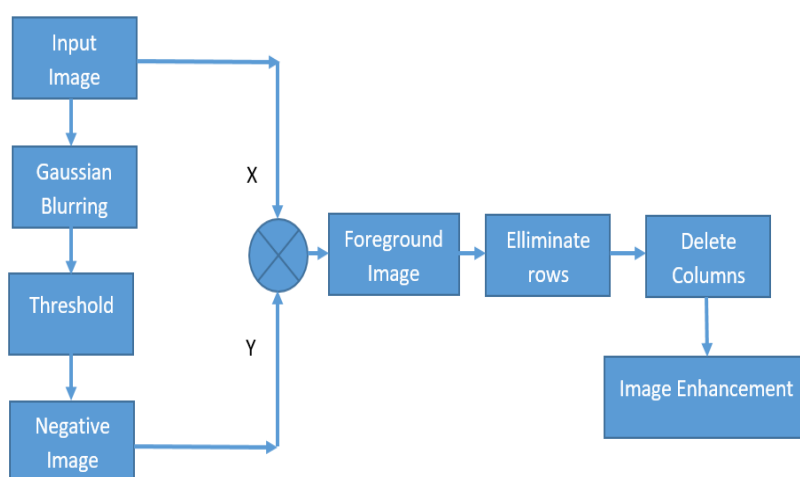 Input
Image
Gaussian
Blurring
Threshold
Negative
Image
X
Y
Foreground
Image
Elliminate
rows
Delete
Columns
Image Enhancement